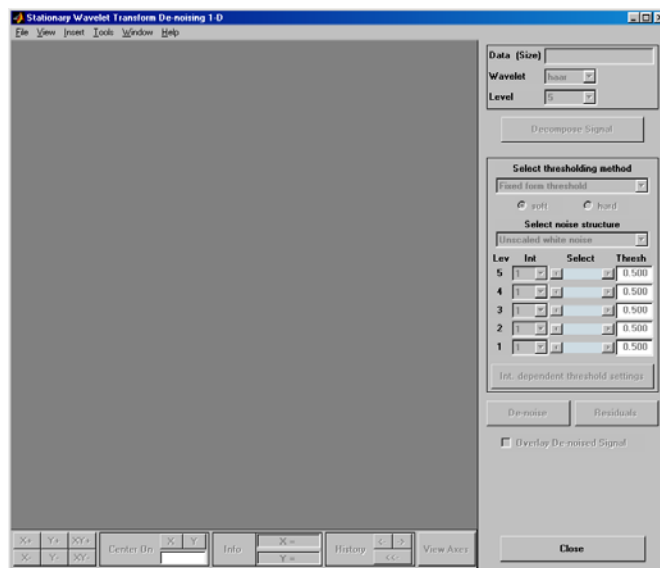 Stationary Wavelet Transform De-noising 1-D
File View Insert Tools Window Help
Data (Size)
Wavelet haar
Level 5
Decompose Signal
Select thresholding method
Fixed form threshold
soft hard
Select noise structure
Unscaled white noise
Lev Int Select Thresh
5 1 0.500
4 1 0.500
3 1 0.500
2 1 0.500
1 1 0.500
Int. dependent threshold settings
De-noise Residuals
Overlay De-noised Signal
X+ Y+ XY+
X- Y- XY-
Center On X Y
Info X =
Y =
History < >
<<-
View Axes
Close